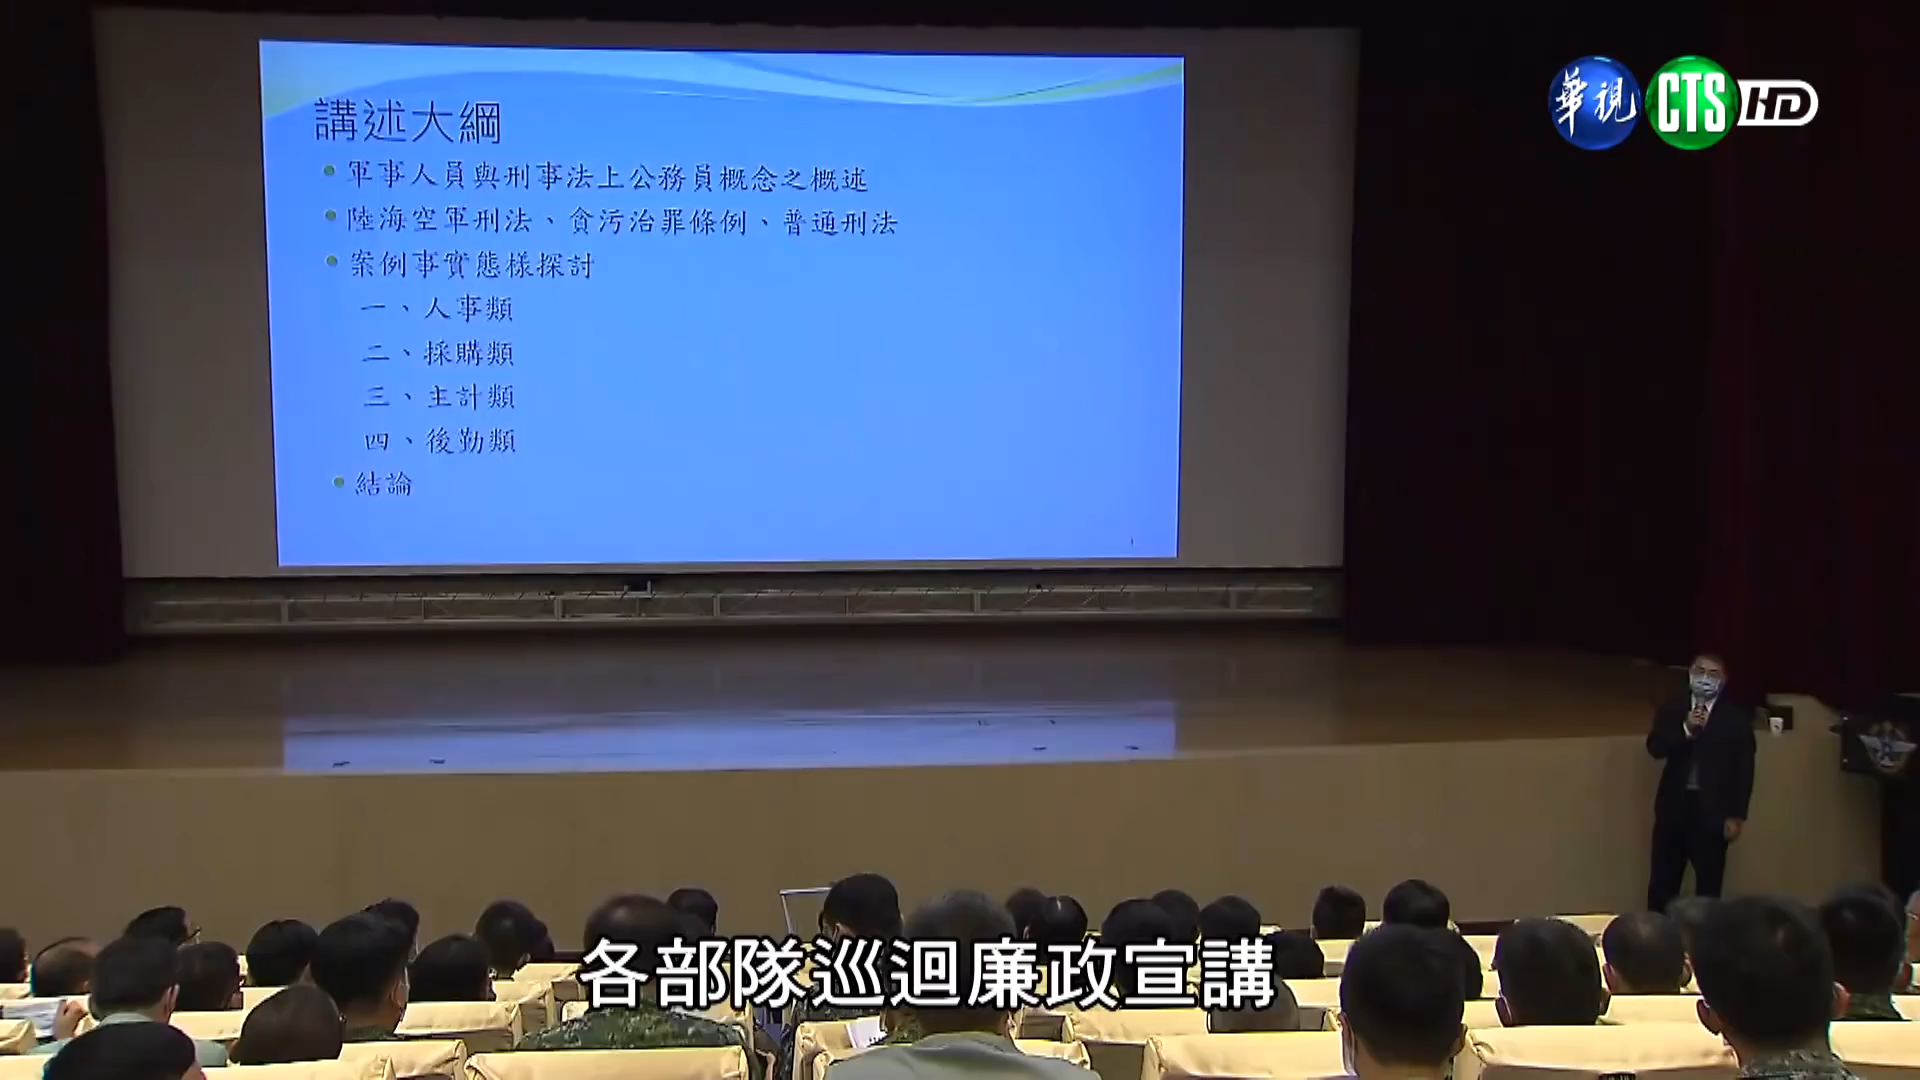 講述大綱
軍事人員與刑事法上公務員概念之概述
陸海空軍刑法、貪污治罪條例、普通刑法
案例事實態樣探討
一、人事類
二、採購類
三、主計類
四、後勤類
結論
1
華視 CTS HD
各部隊巡迴廉政宣講